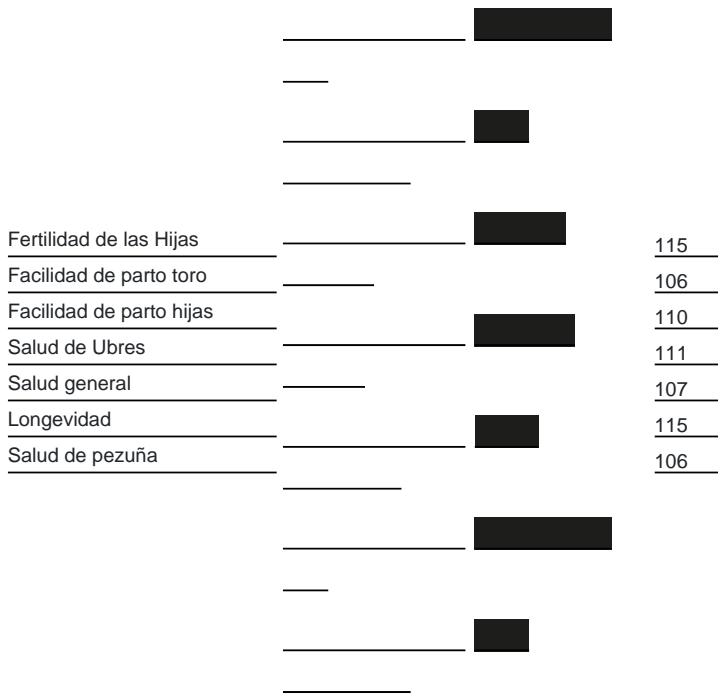 Fertilidad de las Hijas 115
Facilidad de parto toro 106
Facilidad de parto hijas 110
Salud de Ubres 111
Salud general 107
Longevidad 115
Salud de pezuña 106